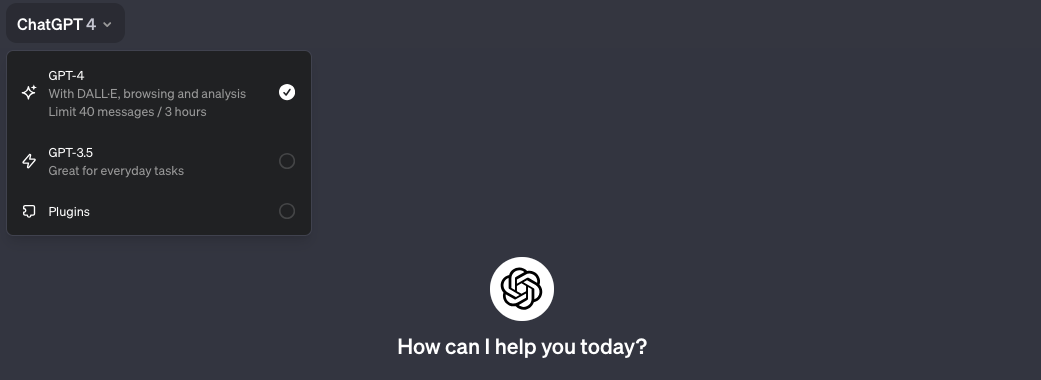 ChatGPT 4
GPT-4
With DALL·E, browsing and analysis
Limit 40 messages / 3 hours
GPT-3.5
Great for everyday tasks
Plugins
How can I help you today?